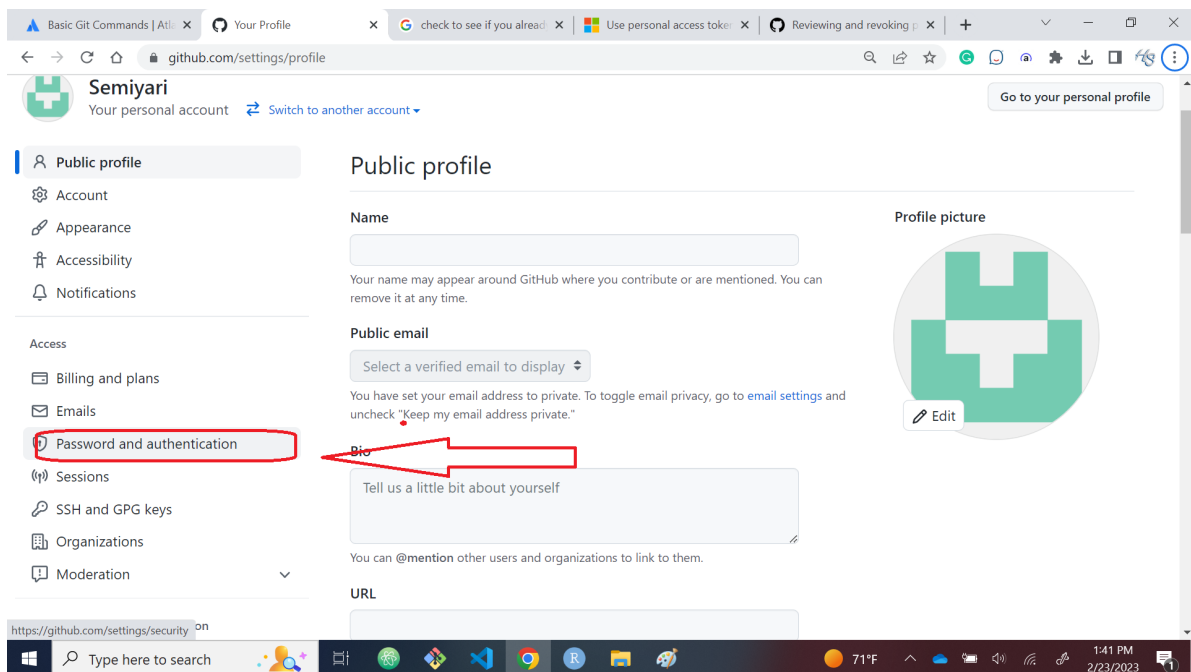 Basic Git Commands | Atla
Your Profile
check to see if you alread
Use personal access token
Reviewing and revoking p
github.com/settings/profile
Semiyari
Your personal account
Switch to another account
Go to your personal profile
Public profile
Account
Appearance
Accessibility
Notifications
Access
Billing and plans
Emails
Password and authentication
Sessions
SSH and GPG keys
Organizations
Moderation
on
https://github.com/settings/security
Public profile
Name
Your name may appear around GitHub where you contribute or are mentioned. You can
remove it at any time.
Public email
Select a verified email to display
You have set your email address to private. To toggle email privacy, go to email settings and
uncheck "Keep my email address private."
Bio
Tell us a little bit about yourself
You can @mention other users and organizations to link to them.
URL
Profile picture
Edit
Type here to search
71°F
1:41 PM
2/23/2023